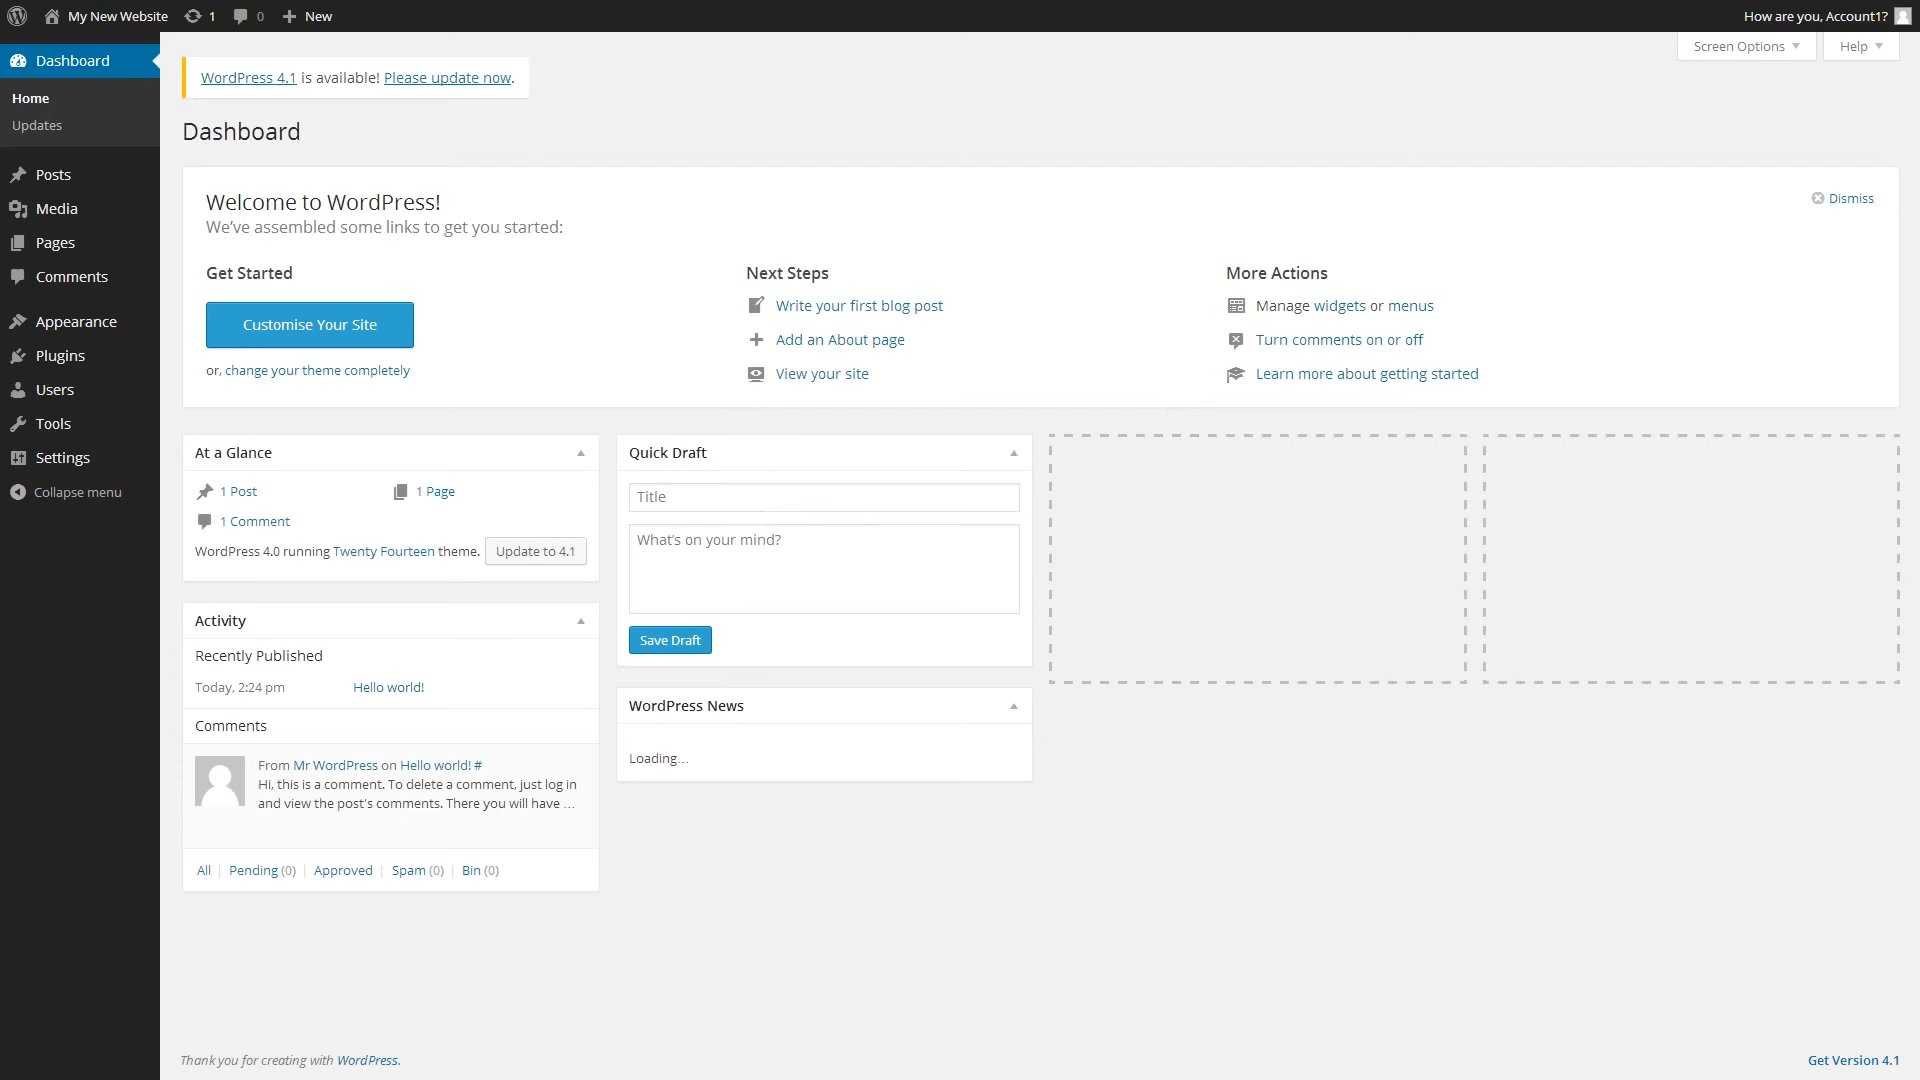 My New Website 1 0 New How are you, Account1?
Screen Options Help
Dashboard
Home
Updates
Posts
Media
Pages
Comments
Appearance
Plugins
Users
Tools
Settings
Collapse menu
WordPress 4.1 is available! Please update now.
Dashboard
Welcome to WordPress!
We've assembled some links to get you started:
Dismiss
Get Started
Customise Your Site
or, change your theme completely
Next Steps
Write your first blog post
Add an About page
View your site
More Actions
Manage widgets or menus
Turn comments on or off
Learn more about getting started
At a Glance
1 Post 1 Page
1 Comment
WordPress 4.0 running Twenty Fourteen theme. Update to 4.1
Activity
Recently Published
Today, 2:24 pm Hello world!
Comments
From Mr WordPress on Hello world! #
Hi, this is a comment. To delete a comment, just log in
and view the post's comments. There you will have …
All | Pending (0) | Approved | Spam (0) | Bin (0)
Quick Draft
Title
What's on your mind?
Save Draft
WordPress News
Loading…
Thank you for creating with WordPress.
Get Version 4.1